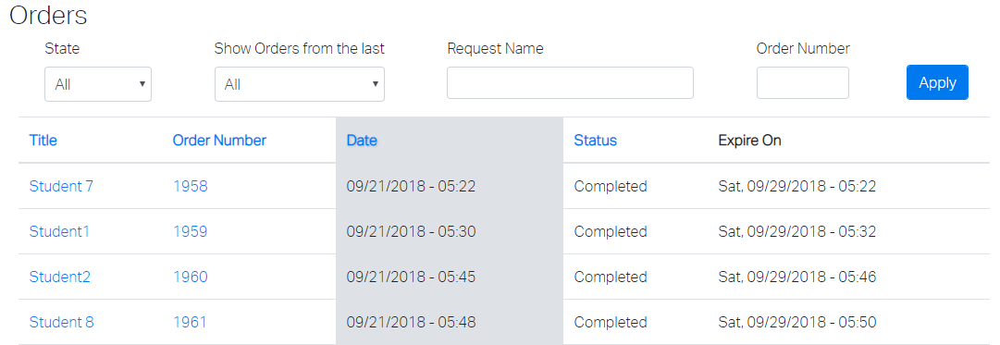 Orders
State Show Orders from the last Request Name Order Number
All All Apply
Title Order Number Date Status Expire On
Student 7 1958 09/21/2018 - 05:22 Completed Sat, 09/29/2018 - 05:22
Student1 1959 09/21/2018 - 05:30 Completed Sat, 09/29/2018 - 05:32
Student2 1960 09/21/2018 - 05:45 Completed Sat, 09/29/2018 - 05:46
Student 8 1961 09/21/2018 - 05:48 Completed Sat, 09/29/2018 - 05:50